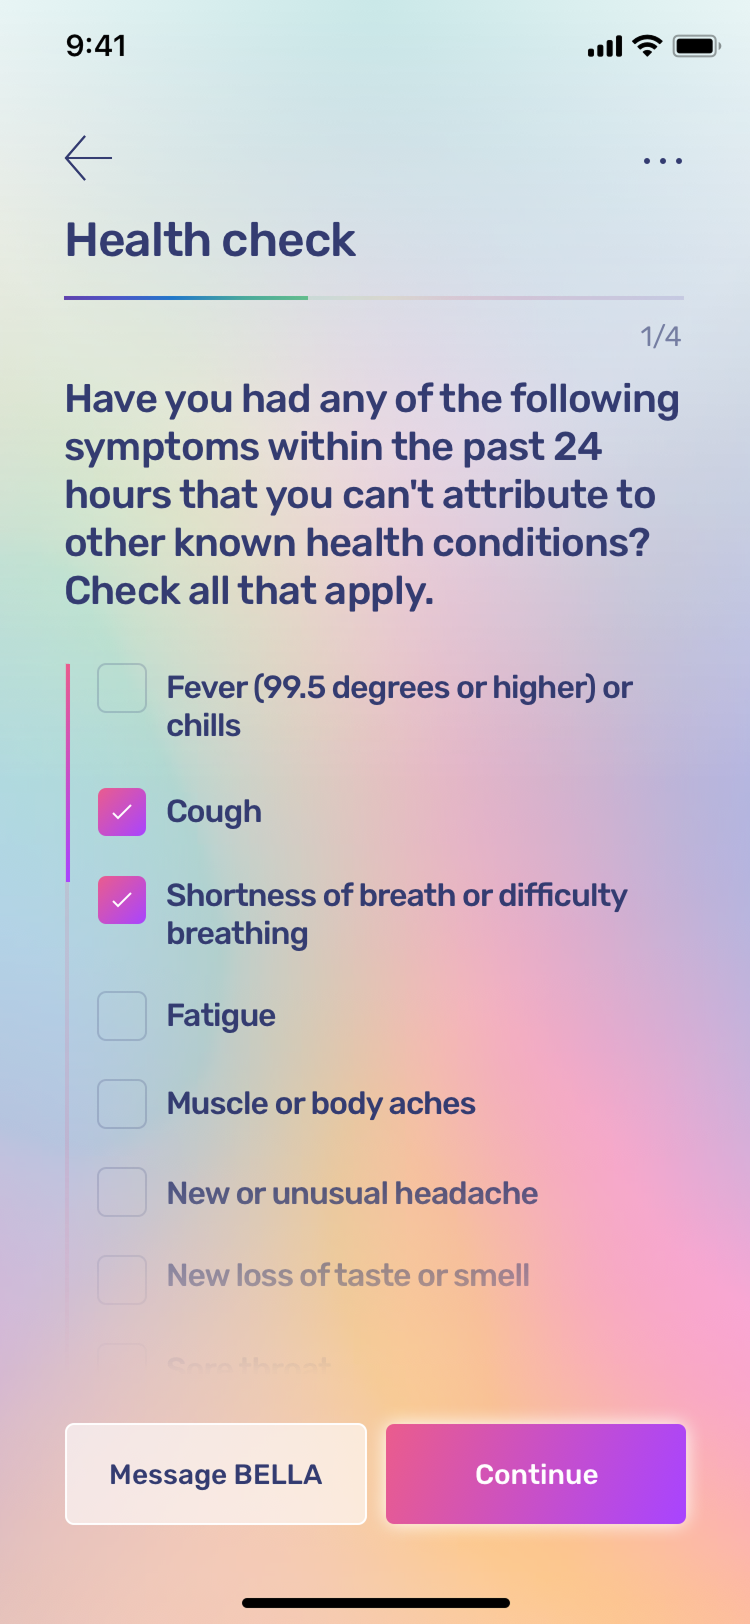 9:41
Health check
1/4
Have you had any of the following
symptoms within the past 24
hours that you can't attribute to
other known health conditions?
Check all that apply.
Fever (99.5 degrees or higher) or
chills
Cough
Shortness of breath or difficulty
breathing
Fatigue
Muscle or body aches
New or unusual headache
New loss of taste or smell
Sore throat
Message BELLA
Continue